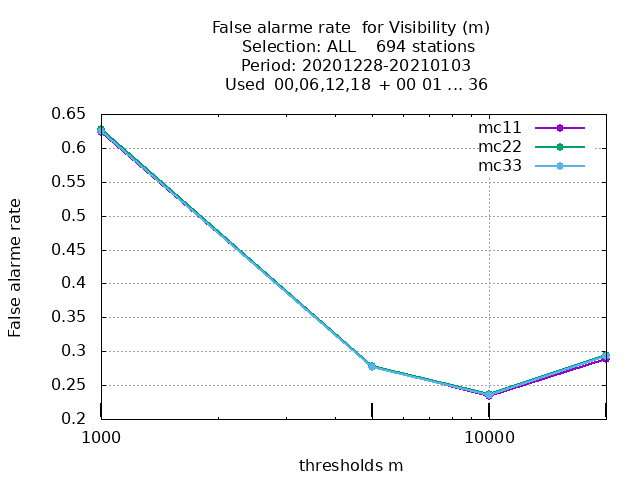 False alarme rate  for Visibility (m)
Selection: ALL    694 stations
Period: 20201228-20210103
Used  00,06,12,18  + 00 01 ... 36
0.65
0.6
0.55
0.5
0.45
0.4
0.35
0.3
0.25
0.2
False alarme rate
mc11
mc22
mc33
1000
10000
thresholds m